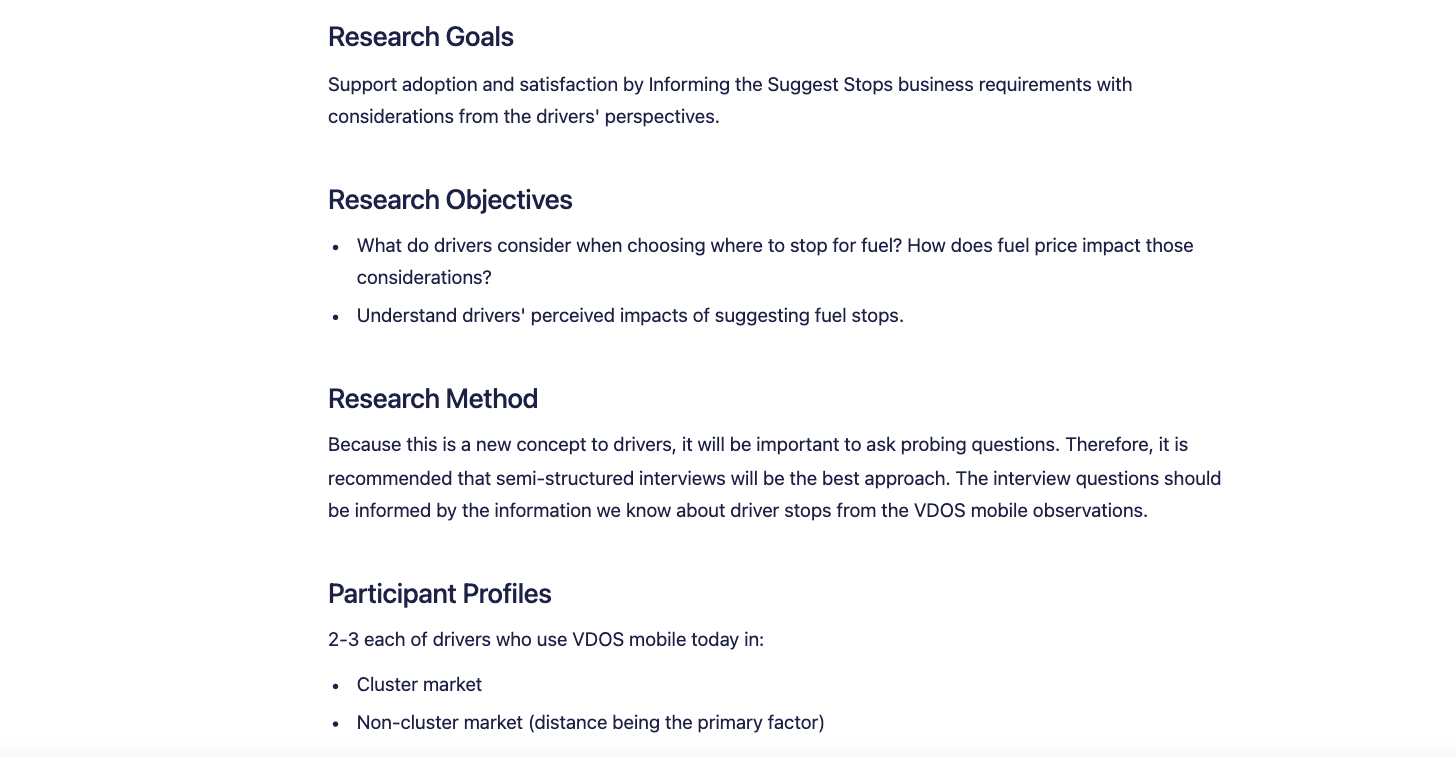 Research Goals
Support adoption and satisfaction by Informing the Suggest Stops business requirements with
considerations from the drivers' perspectives.
Research Objectives
• What do drivers consider when choosing where to stop for fuel? How does fuel price impact those
considerations?
• Understand drivers' perceived impacts of suggesting fuel stops.
Research Method
Because this is a new concept to drivers, it will be important to ask probing questions. Therefore, it is
recommended that semi-structured interviews will be the best approach. The interview questions should
be informed by the information we know about driver stops from the VDOS mobile observations.
Participant Profiles
2-3 each of drivers who use VDOS mobile today in:
• Cluster market
• Non-cluster market (distance being the primary factor)